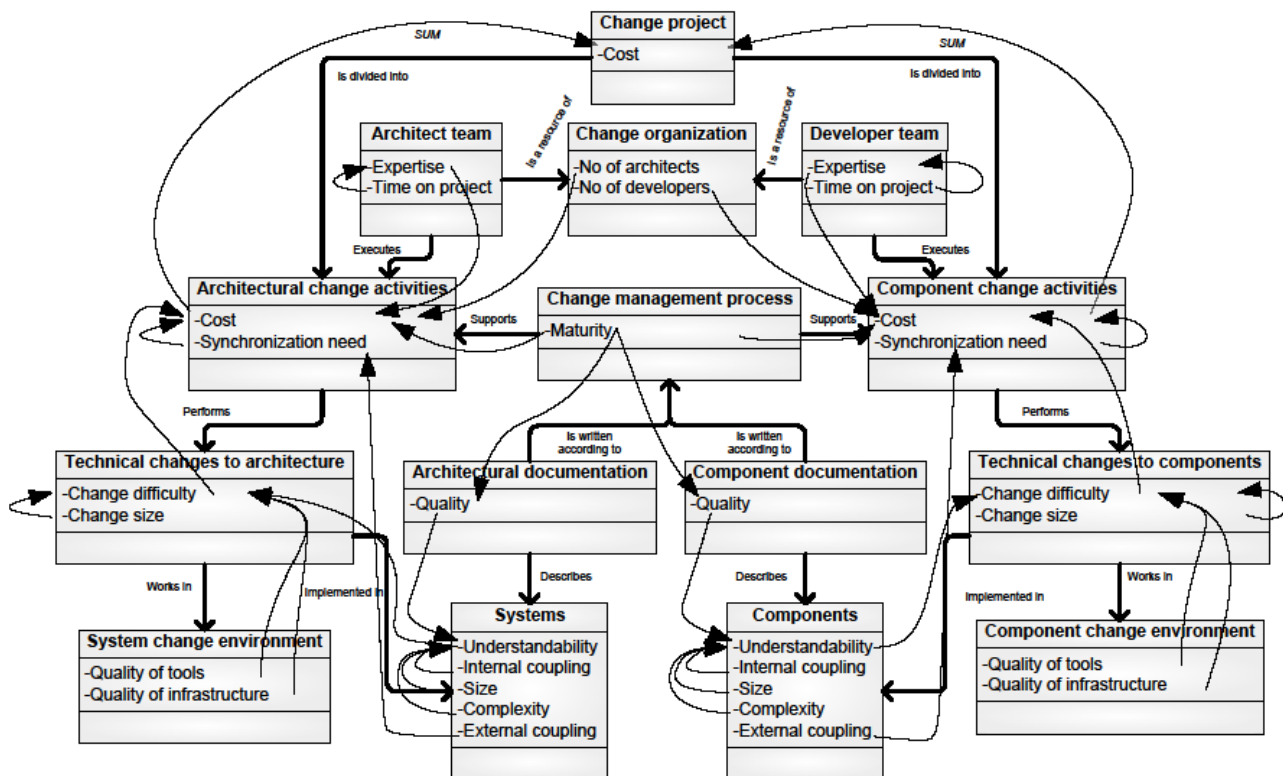 Change project
-Cost
SUM
SUM
Is divided into
Is divided into
Architect team
-Expertise
-Time on project
Is a resource of
Change organization
-No of architects
-No of developers
Is a resource of
Developer team
-Expertise
-Time on project
Executes
Executes
Architectural change activities
-Cost
-Synchronization need
Supports
Change management process
-Maturity
Supports
Component change activities
-Cost
-Synchronization need
Performs
Performs
Is written
according to
Is written
according to
Technical changes to architecture
-Change difficulty
-Change size
Architectural documentation
-Quality
Component documentation
-Quality
Technical changes to components
-Change difficulty
-Change size
Works in
Implemented in
Describes
Describes
Implemented in
Works in
System change environment
-Quality of tools
-Quality of infrastructure
Systems
-Understandability
-Internal coupling
-Size
-Complexity
-External coupling
Components
-Understandability
-Internal coupling
-Size
-Complexity
-External coupling
Component change environment
-Quality of tools
-Quality of infrastructure